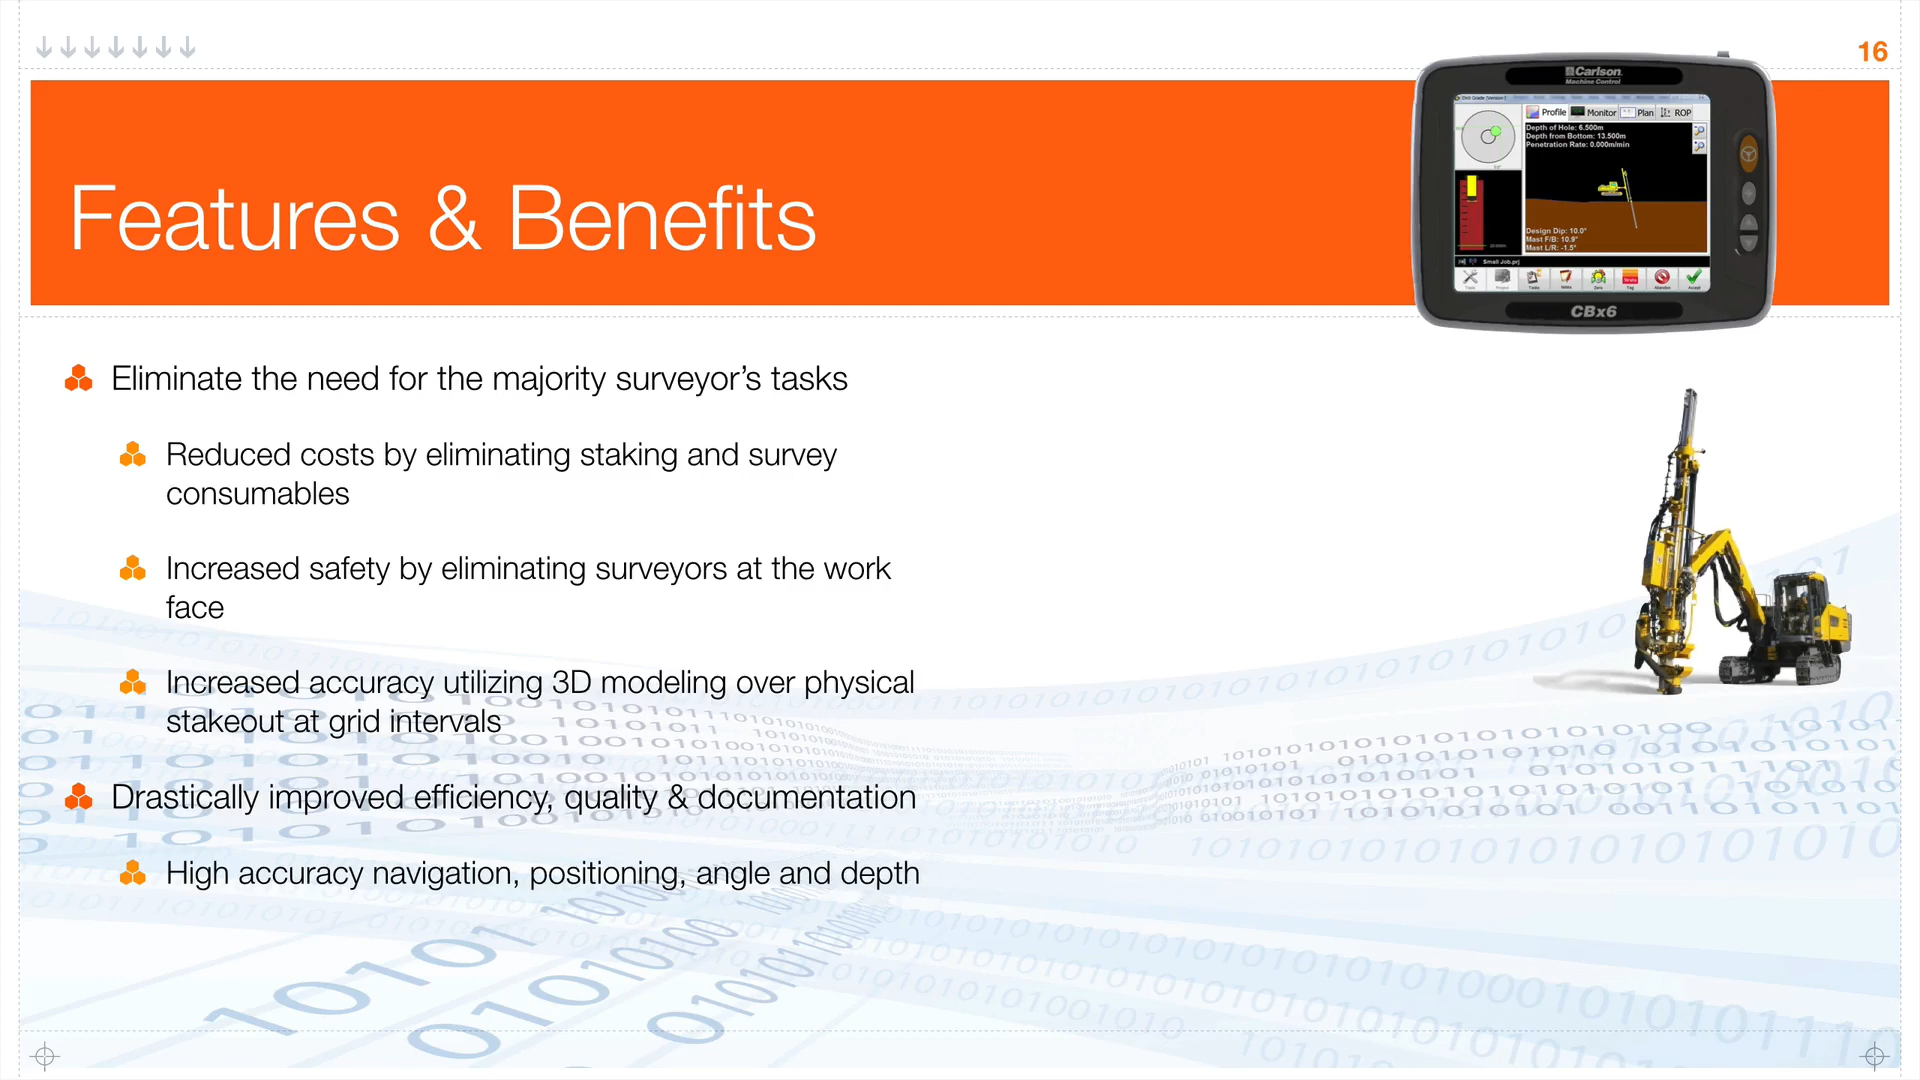 16
Carlson
Machine Control
Profile Monitor Plan ROP
Depth of Hole: 6.500m
Depth from Bottom: 13.500m
Penetration Rate: 0.000m/min
Design Dip: 10.0°
Mast F/B: 10.9°
Mast L/R: -1.5°
Small Job.prj
CBx6
Features & Benefits
Eliminate the need for the majority surveyor’s tasks
Reduced costs by eliminating staking and survey
consumables
Increased safety by eliminating surveyors at the work
face
Increased accuracy utilizing 3D modeling over physical
stakeout at grid intervals
Drastically improved efficiency, quality & documentation
High accuracy navigation, positioning, angle and depth